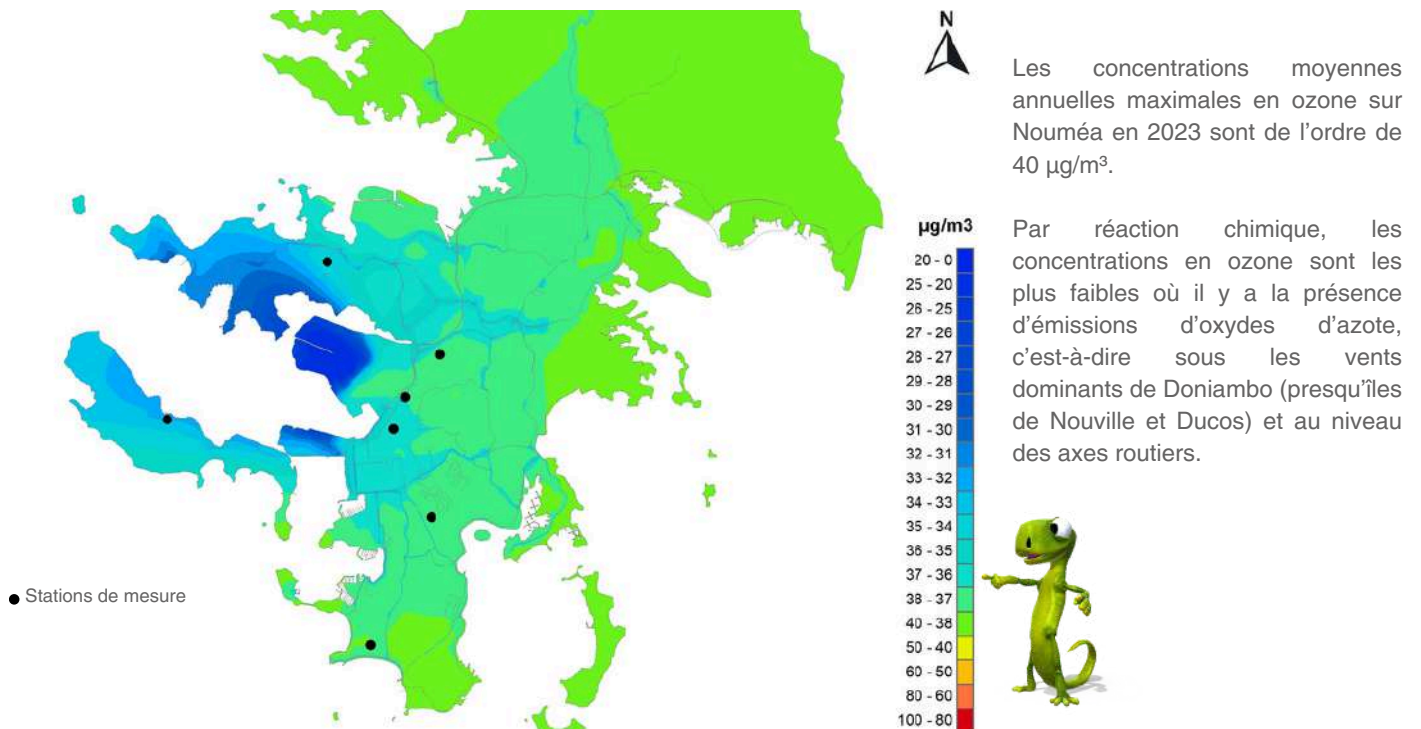 N
Les concentrations moyennes
annuelles maximales en ozone sur
Nouméa en 2023 sont de l'ordre de
40 µg/m³.
Par réaction chimique, les
concentrations en ozone sont les
plus faibles où il y a la présence
d'émissions d'oxydes d'azote,
c'est-à-dire sous les vents
dominants de Doniambo (presqu'îles
de Nouville et Ducos) et au niveau
des axes routiers.
µg/m3
20 - 0
25 - 20
26 - 25
27 - 26
28 - 27
29 - 28
30 - 29
31 - 30
32 - 31
33 - 32
34 - 33
35 - 34
36 - 35
37 - 36
38 - 37
40 - 38
50 - 40
60 - 50
80 - 60
100 - 80
Stations de mesure